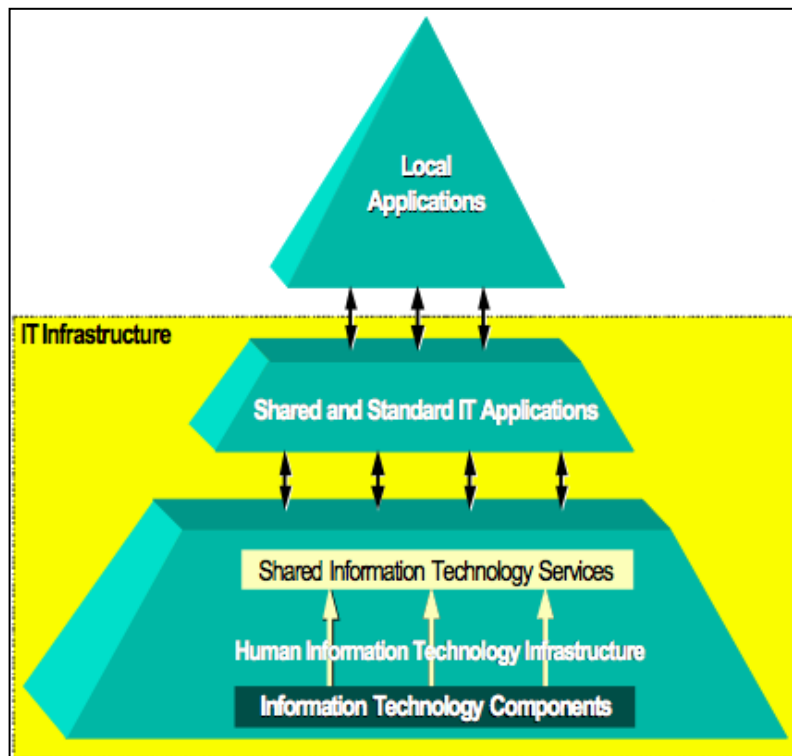 Local
Applications
IT Infrastructure
Shared and Standard IT Applications
Shared Information Technology Services
Human Information Technology Infrastructure
Information Technology Components